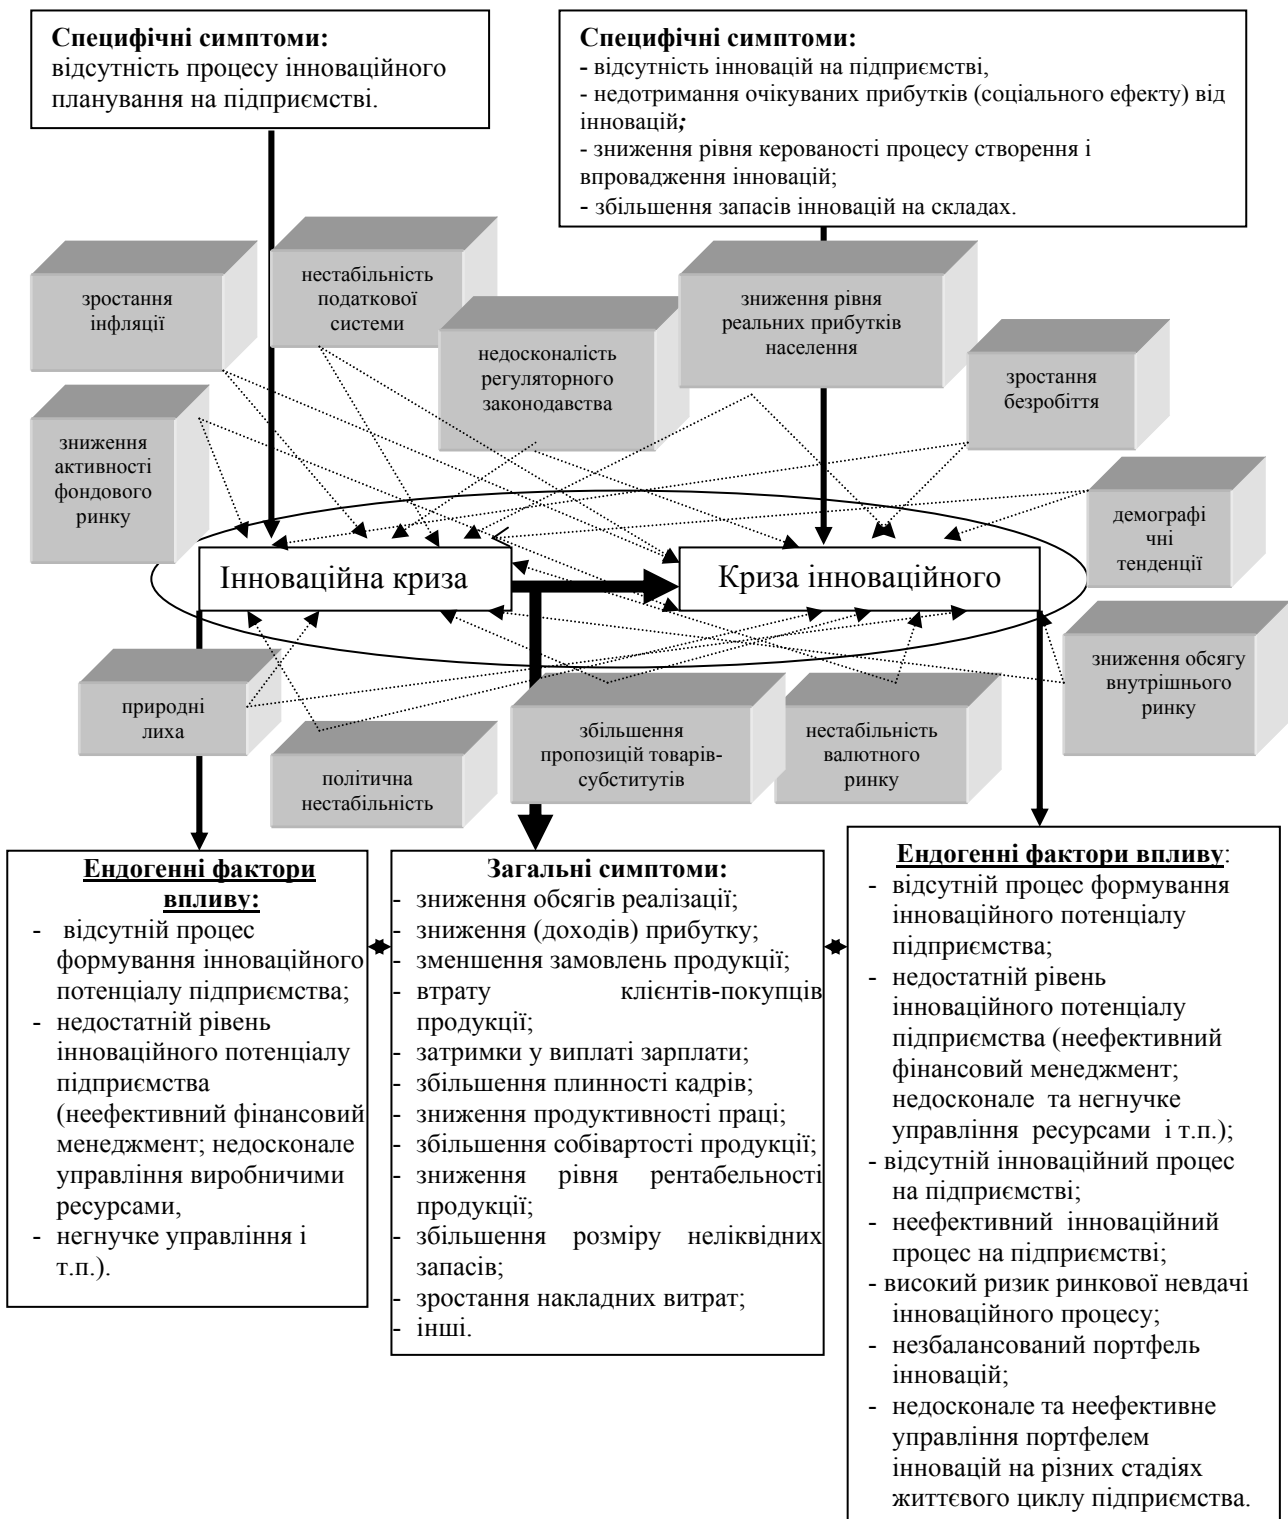 Специфічні симптоми:
відсутність процесу інноваційного
планування на підприємстві.
Специфічні симптоми:
- відсутність інновацій на підприємстві,
- недотримання очікуваних прибутків (соціального ефекту) від
інновацій;
- зниження рівня керованості процесу створення і
впровадження інновацій;
- збільшення запасів інновацій на складах.
зростання
інфляції
нестабільність
податкової
системи
недосконалість
регуляторного
законодавства
зниження рівня
реальних прибутків
населення
зростання
безробіття
зниження
активності
фондового
ринку
демографі
чні
тенденції
Інноваційна криза
Криза інноваційного
природні
лиха
політична
нестабільність
збільшення
пропозицій товарів-
субститутів
нестабільність
валютного
ринку
зниження обсягу
внутрішнього
ринку
Ендогенні фактори
впливу:
- відсутній процес
формування інноваційного
потенціалу підприємства;
- недостатній рівень
інноваційного потенціалу
підприємства
(неефективний фінансовий
менеджмент; недосконале
управління виробничими
ресурсами,
- негнучке управління і
т.п.).
Загальні симптоми:
- зниження обсягів реалізації;
- зниження (доходів) прибутку;
- зменшення замовлень продукції;
- втрату клієнтів-покупців
продукції;
- затримки у виплаті зарплати;
- збільшення плинності кадрів;
- зниження продуктивності праці;
- збільшення собівартості продукції;
- зниження рівня рентабельності
продукції;
- збільшення розміру неліквідних
запасів;
- зростання накладних витрат;
- інші.
Ендогенні фактори впливу:
- відсутній процес формування
інноваційного потенціалу
підприємства;
- недостатній рівень
інноваційного потенціалу
підприємства (неефективний
фінансовий менеджмент;
недосконале та негнучке
управління ресурсами і т.п.);
- відсутній інноваційний процес
на підприємстві;
- неефективний інноваційний
процес на підприємстві;
- високий ризик ринкової невдачі
інноваційного процесу;
- незбалансований портфель
інновацій;
- недосконале та неефективне
управління портфелем
інновацій на різних стадіях
життєвого циклу підприємства.